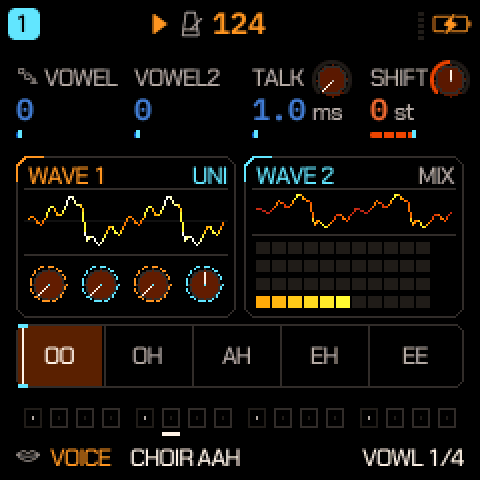 1 124
VOWEL VOWEL2 TALK SHIFT
0 0 1.0 ms 0 st
WAVE 1 UNI WAVE 2 MIX
OO OH AH EH EE
VOICE CHOIR AAH VOWL 1/4